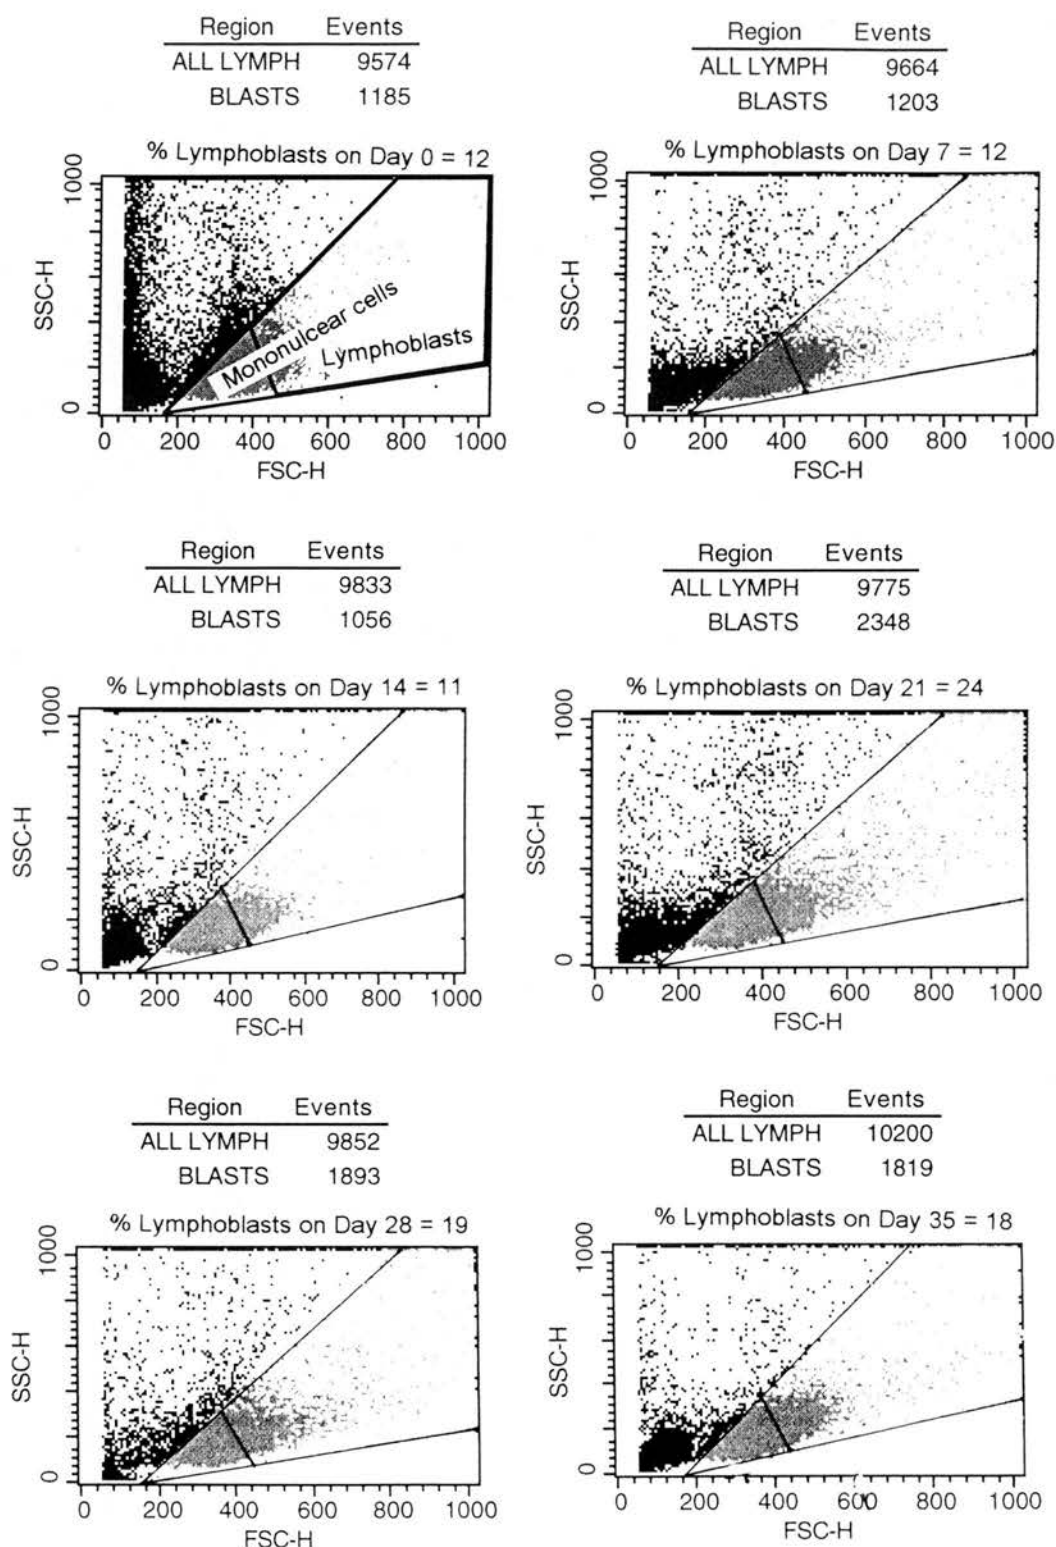 Region Events
ALL LYMPH 9574
BLASTS 1185
% Lymphoblasts on Day 0 = 12
1000
SSC-H
0
Mononulcear cells
Lymphoblasts
0 200 400 600 800 1000
FSC-H
Region Events
ALL LYMPH 9664
BLASTS 1203
% Lymphoblasts on Day 7 = 12
1000
SSC-H
0
0 200 400 600 800 1000
FSC-H
Region Events
ALL LYMPH 9833
BLASTS 1056
% Lymphoblasts on Day 14 = 11
1000
SSC-H
0
0 200 400 600 800 1000
FSC-H
Region Events
ALL LYMPH 9775
BLASTS 2348
% Lymphoblasts on Day 21 = 24
1000
SSC-H
0
0 200 400 600 800 1000
FSC-H
Region Events
ALL LYMPH 9852
BLASTS 1893
% Lymphoblasts on Day 28 = 19
1000
SSC-H
0
0 200 400 600 800 1000
FSC-H
Region Events
ALL LYMPH 10200
BLASTS 1819
% Lymphoblasts on Day 35 = 18
1000
SSC-H
0
0 200 400 600 800 1000
FSC-H